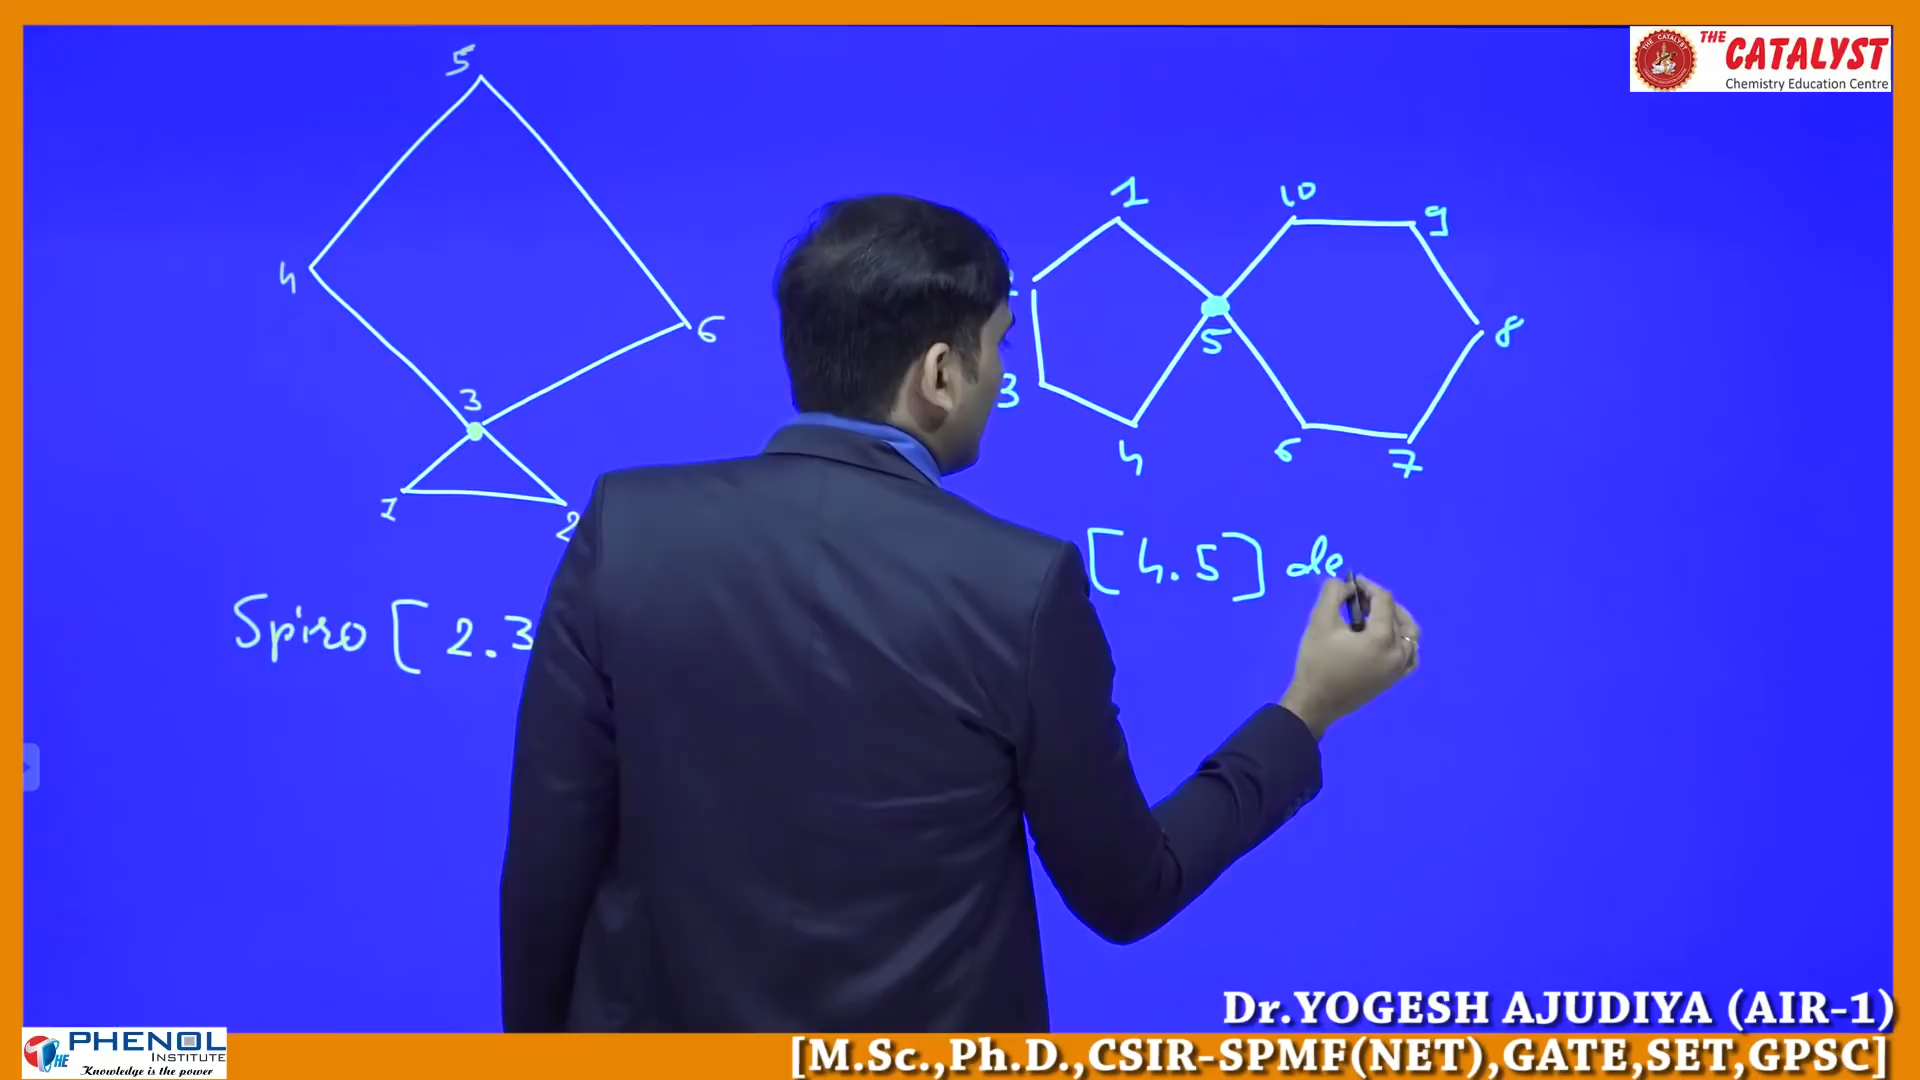 THE
CATALYST
Chemistry Education Centre
5
4
6
3
1
2
Spiro [ 2.3
1
10
9
8
5
3
4
6
7
[4.5] de
Dr.YOGESH AJUDIYA (AIR-1)
[M.Sc.,Ph.D.,CSIR-SPMF(NET),GATE,SET,GPSC]
THE PHENOL
INSTITUTE
Knowledge is the power